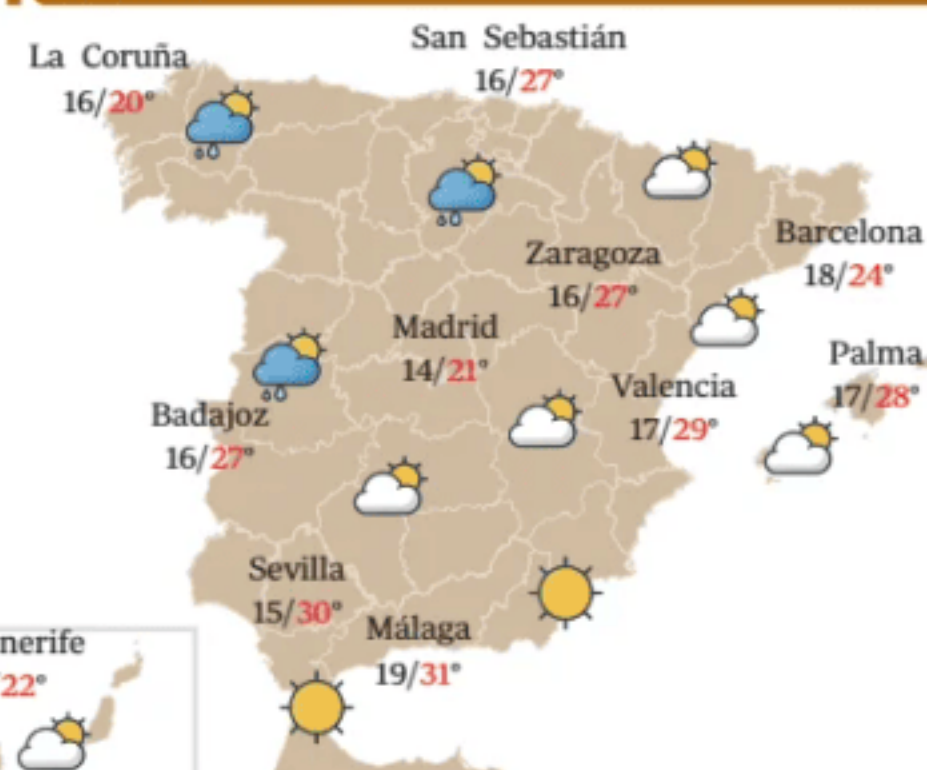 La Coruña
16/20°
San Sebastián
16/27°
Zaragoza
16/27°
Barcelona
18/24°
Madrid
14/21°
Palma
17/28°
Valencia
17/29°
Badajoz
16/27°
Sevilla
15/30°
Málaga
19/31°
nerife
/22°